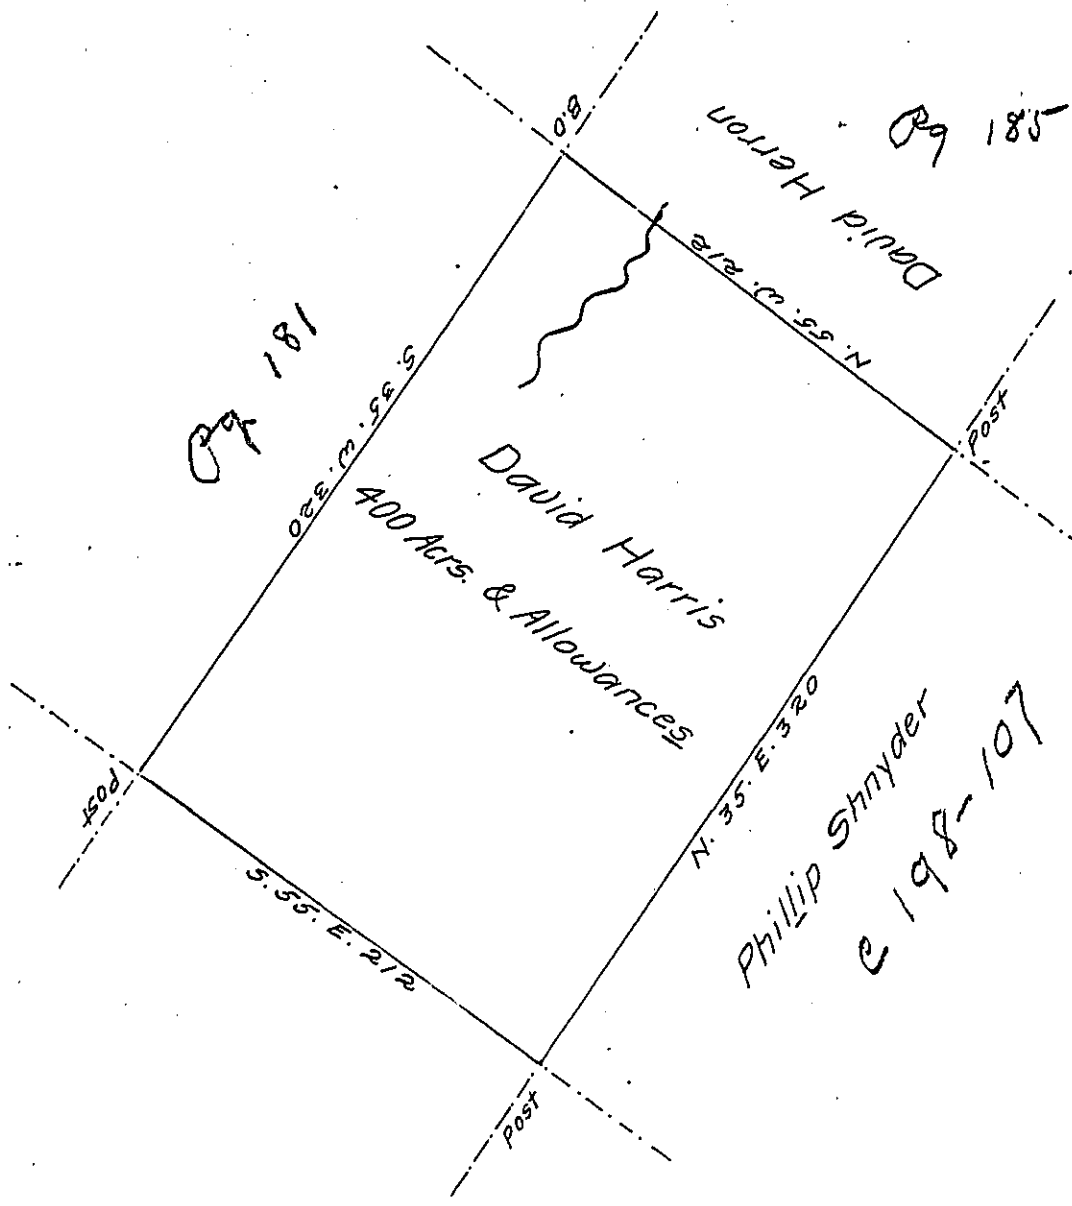 B.O.
David Herron
Pg 185
N. 55. W. 212
Post
Pg 181
S. 35. W. 320
David Harris
400 Acrs. & Allowances
N. 35. E. 320
Phillip Shnyder
C 198-107
Post
S. 55. E. 212
Post